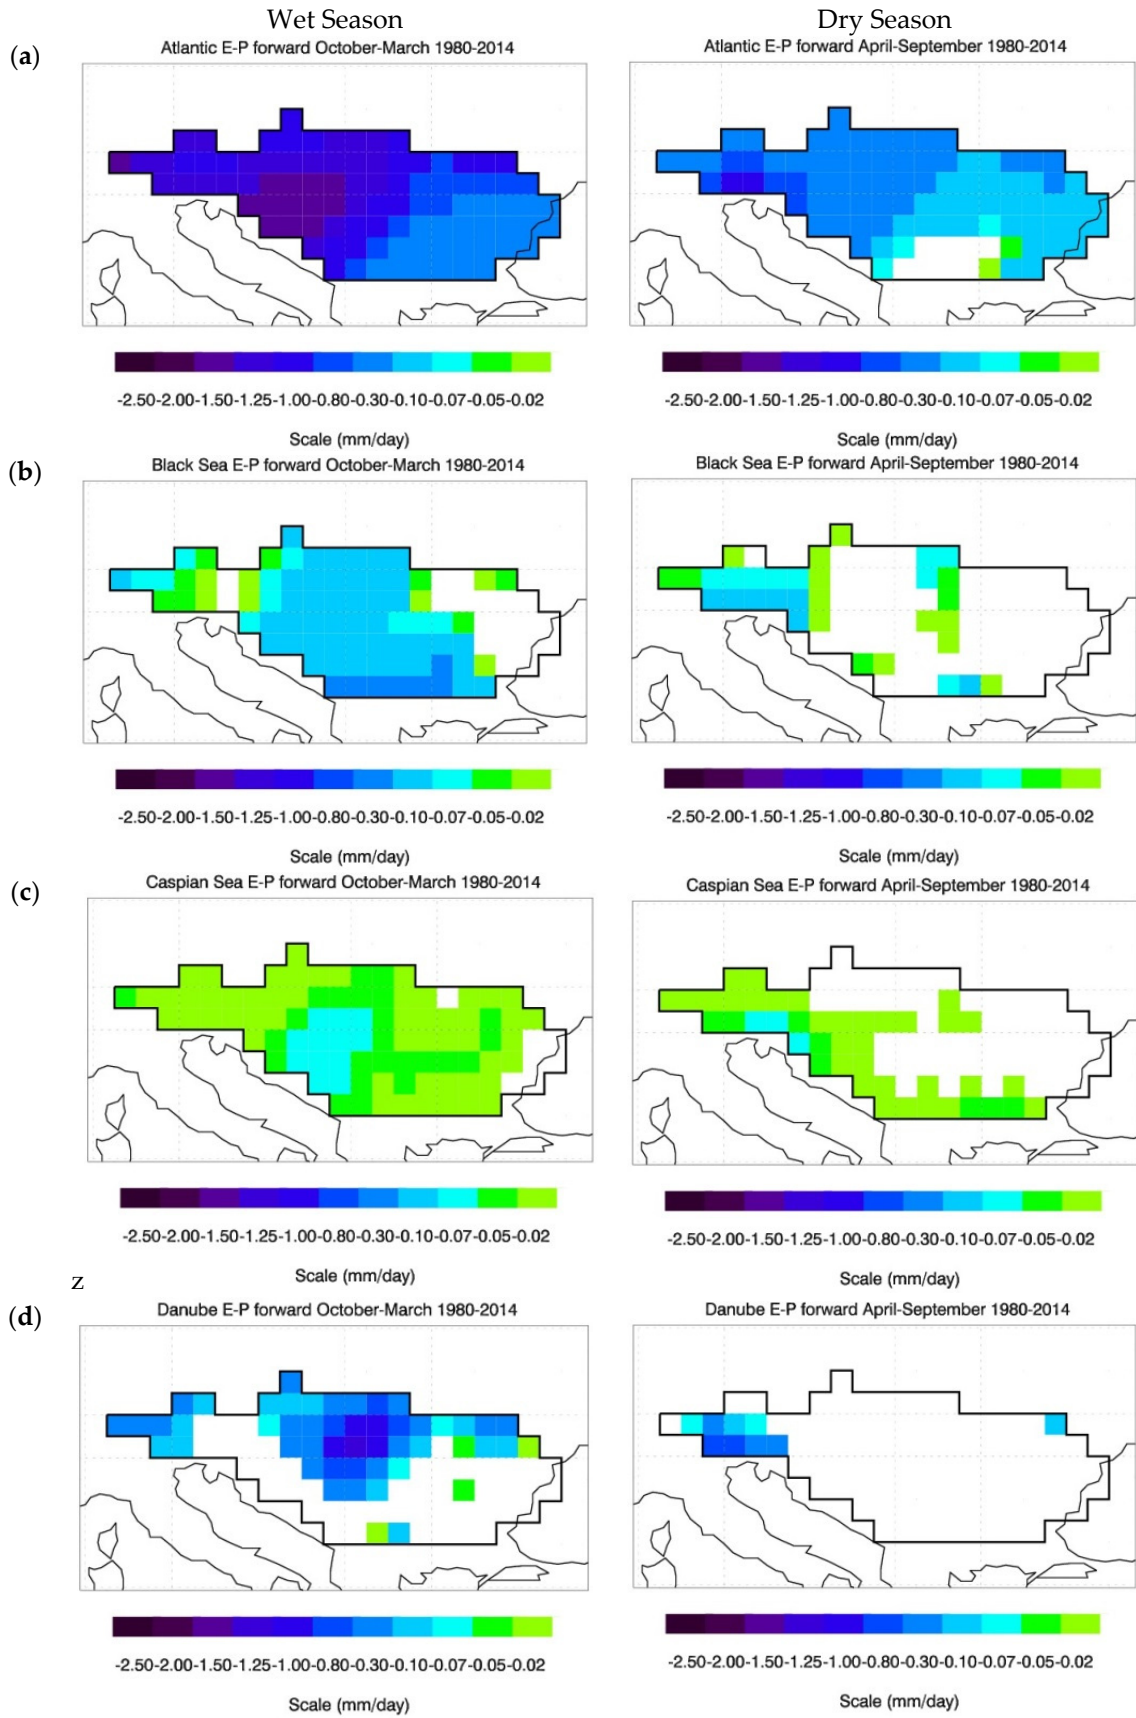 Wet Season Dry Season
(a) Atlantic E-P forward October-March 1980-2014 Atlantic E-P forward April-September 1980-2014
-2.50-2.00-1.50-1.25-1.00-0.80-0.30-0.10-0.07-0.05-0.02 -2.50-2.00-1.50-1.25-1.00-0.80-0.30-0.10-0.07-0.05-0.02
Scale (mm/day) Scale (mm/day)
(b) Black Sea E-P forward October-March 1980-2014 Black Sea E-P forward April-September 1980-2014
-2.50-2.00-1.50-1.25-1.00-0.80-0.30-0.10-0.07-0.05-0.02 -2.50-2.00-1.50-1.25-1.00-0.80-0.30-0.10-0.07-0.05-0.02
Scale (mm/day) Scale (mm/day)
(c) Caspian Sea E-P forward October-March 1980-2014 Caspian Sea E-P forward April-September 1980-2014
-2.50-2.00-1.50-1.25-1.00-0.80-0.30-0.10-0.07-0.05-0.02 -2.50-2.00-1.50-1.25-1.00-0.80-0.30-0.10-0.07-0.05-0.02
Scale (mm/day) Scale (mm/day)
z
(d) Danube E-P forward October-March 1980-2014 Danube E-P forward April-September 1980-2014
-2.50-2.00-1.50-1.25-1.00-0.80-0.30-0.10-0.07-0.05-0.02 -2.50-2.00-1.50-1.25-1.00-0.80-0.30-0.10-0.07-0.05-0.02
Scale (mm/day) Scale (mm/day)